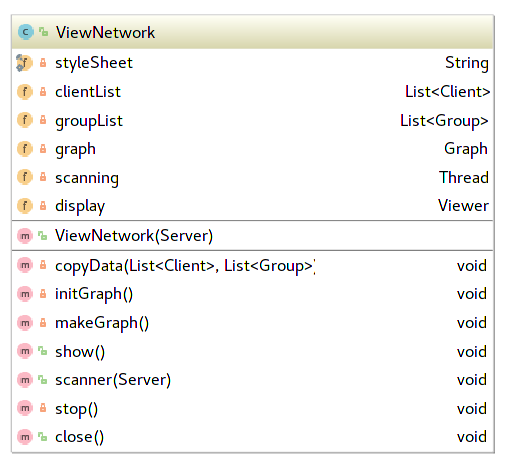 c ViewNetwork
f styleSheet String
f clientList List<Client>
f groupList List<Group>
f graph Graph
f scanning Thread
f display Viewer
m ViewNetwork(Server)
m copyData(List<Client>, List<Group>) void
m initGraph() void
m makeGraph() void
m show() void
m scanner(Server) void
m stop() void
m close() void